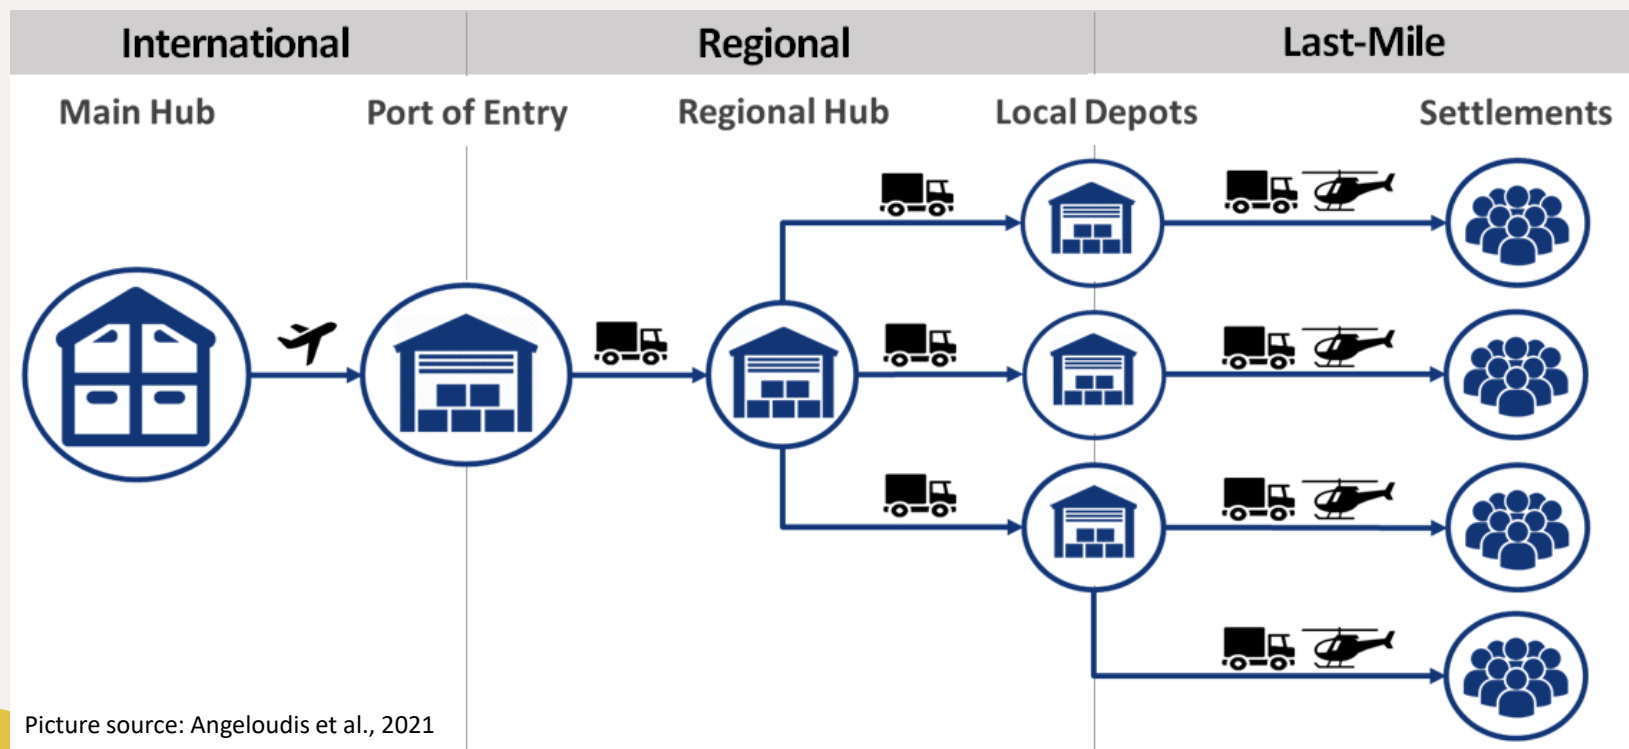 International Regional Last-Mile
Main Hub Port of Entry Regional Hub Local Depots Settlements
Picture source: Angeloudis et al., 2021